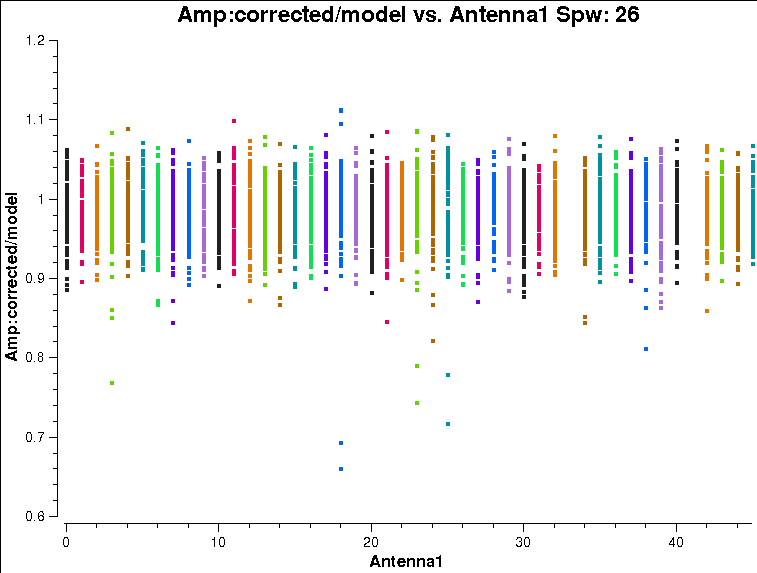 Amp:corrected/model vs. Antenna1 Spw: 26
1.2
1.1
1
0.9
0.8
0.7
0.6
Amp:corrected/model
0 10 20 30 40
Antenna1